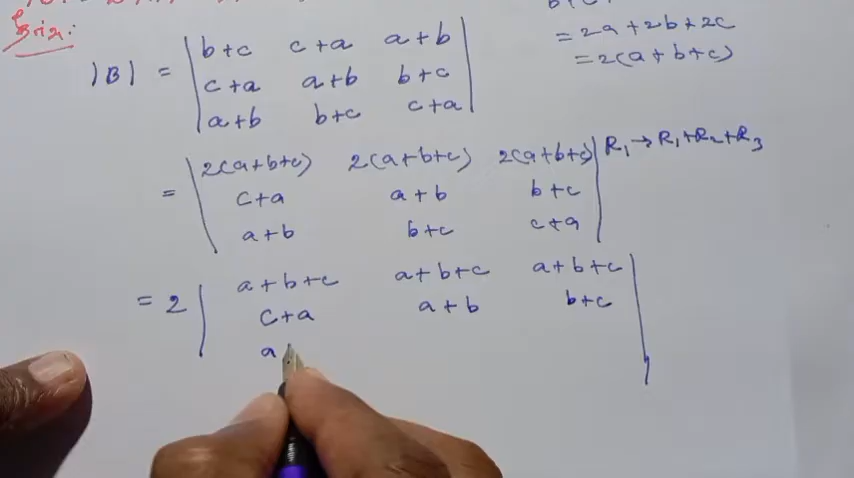 = 2a+2b+2c
= 2(a+b+c)
|B| = | b+c c+a a+b |
| c+a a+b b+c |
| a+b b+c c+a |
= | 2(a+b+c) 2(a+b+c) 2(a+b+c) | R₁→R₁+R₂+R₃
| c+a a+b b+c |
| a+b b+c c+a |
= 2 | a+b+c a+b+c a+b+c |
| c+a a+b b+c |
| a